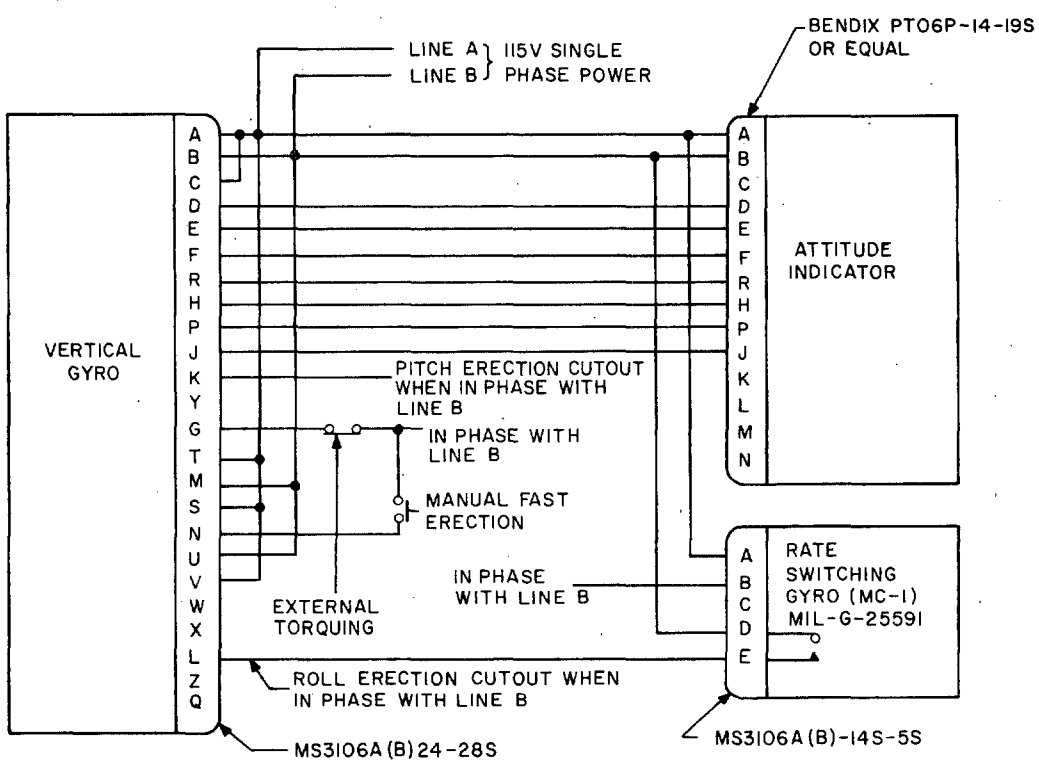 BENDIX PT06P-14-19S
OR EQUAL
LINE A } 115V SINGLE
LINE B } PHASE POWER
VERTICAL
GYRO
A
B
C
D
E
F
R
H
P
J
K
Y
G
T
M
S
N
U
V
W
X
L
Z
Q
PITCH ERECTION CUTOUT
WHEN IN PHASE WITH
LINE B
IN PHASE WITH
LINE B
MANUAL FAST
ERECTION
EXTERNAL
TORQUING
IN PHASE
WITH LINE B
ROLL ERECTION CUTOUT WHEN
IN PHASE WITH LINE B
MS3106A(B)24-28S
A
B
C
D
E
F
R
H
P
J
K
L
M
N
ATTITUDE
INDICATOR
A
B
C
D
E
RATE
SWITCHING
GYRO (MC-1)
MIL-G-25591
MS3106A(B)-14S-5S